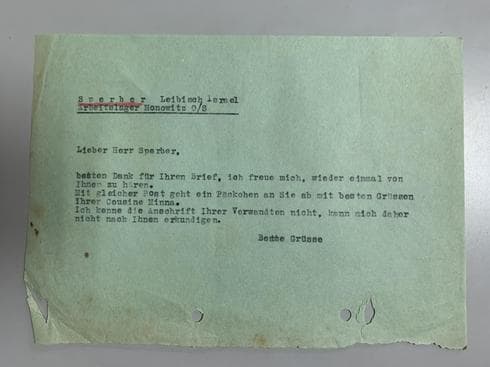 Sperber Leibisch Israel
Arbeitslager Monowitz O/S
Lieber Herr Sperber,
besten Dank für Ihren Brief, ich freue mich, wieder einmal von
Ihnen zu hören.
Mit gleicher Post geht ein Päckchen an Sie ab mit besten Grüssen
Ihrer Cousine Minna.
Ich kenne die Anschrift Ihrer Verwandten nicht, kann mich daher
nicht nach Ihnen erkundigen.
Beste Grüsse